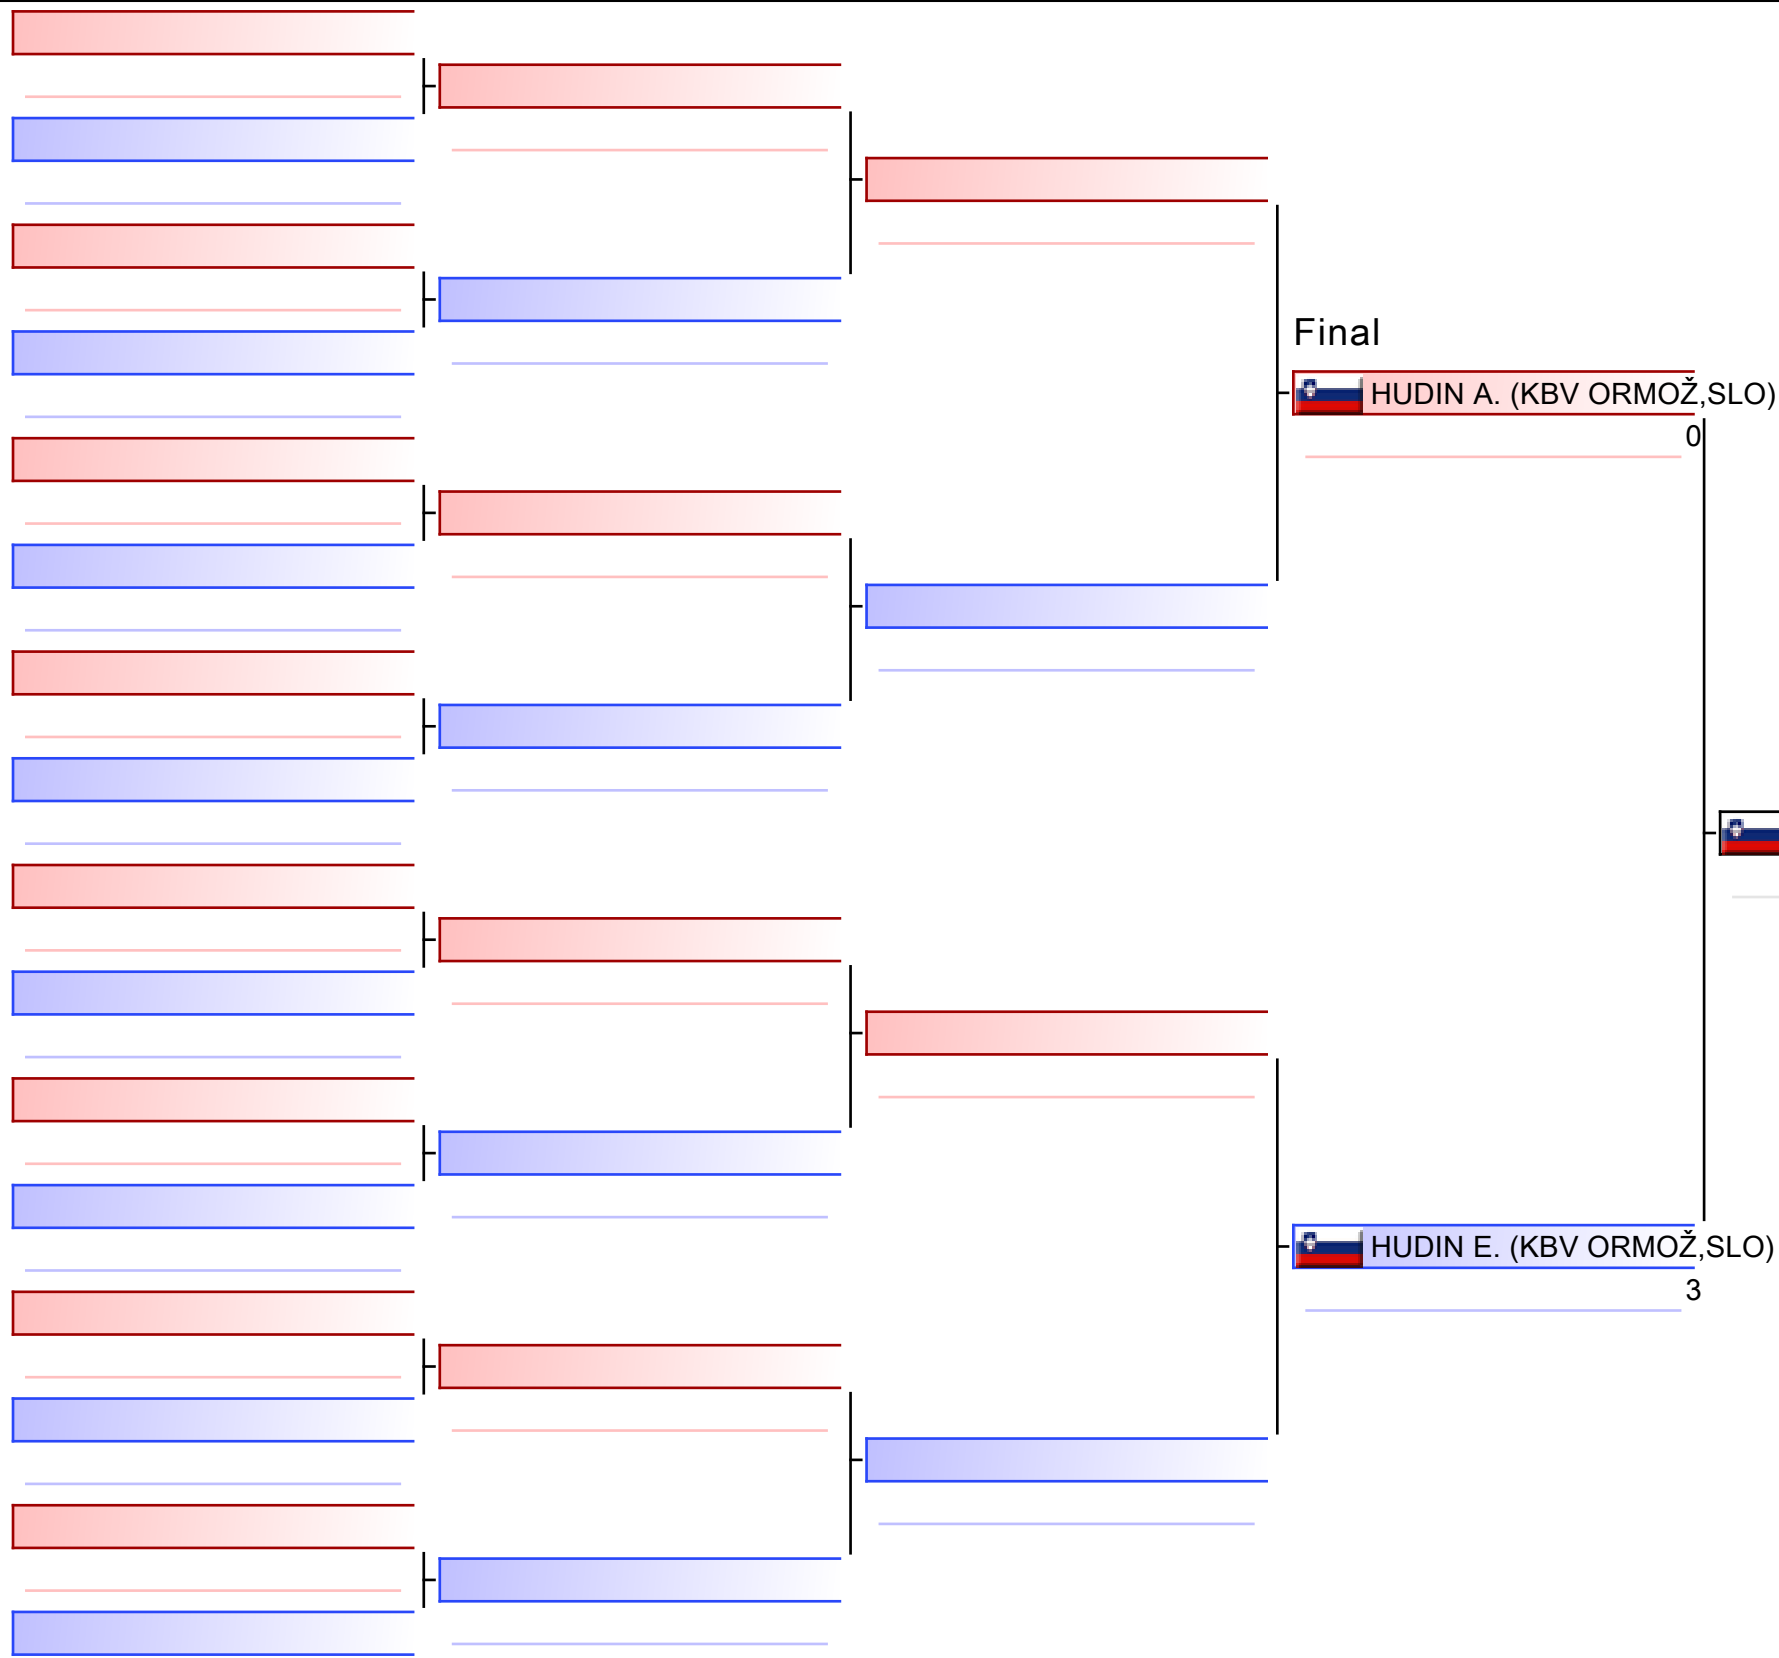 Final
HUDIN A. (KBV ORMOŽ,SLO)
0
HUDIN E. (KBV ORMOŽ,SLO)
3